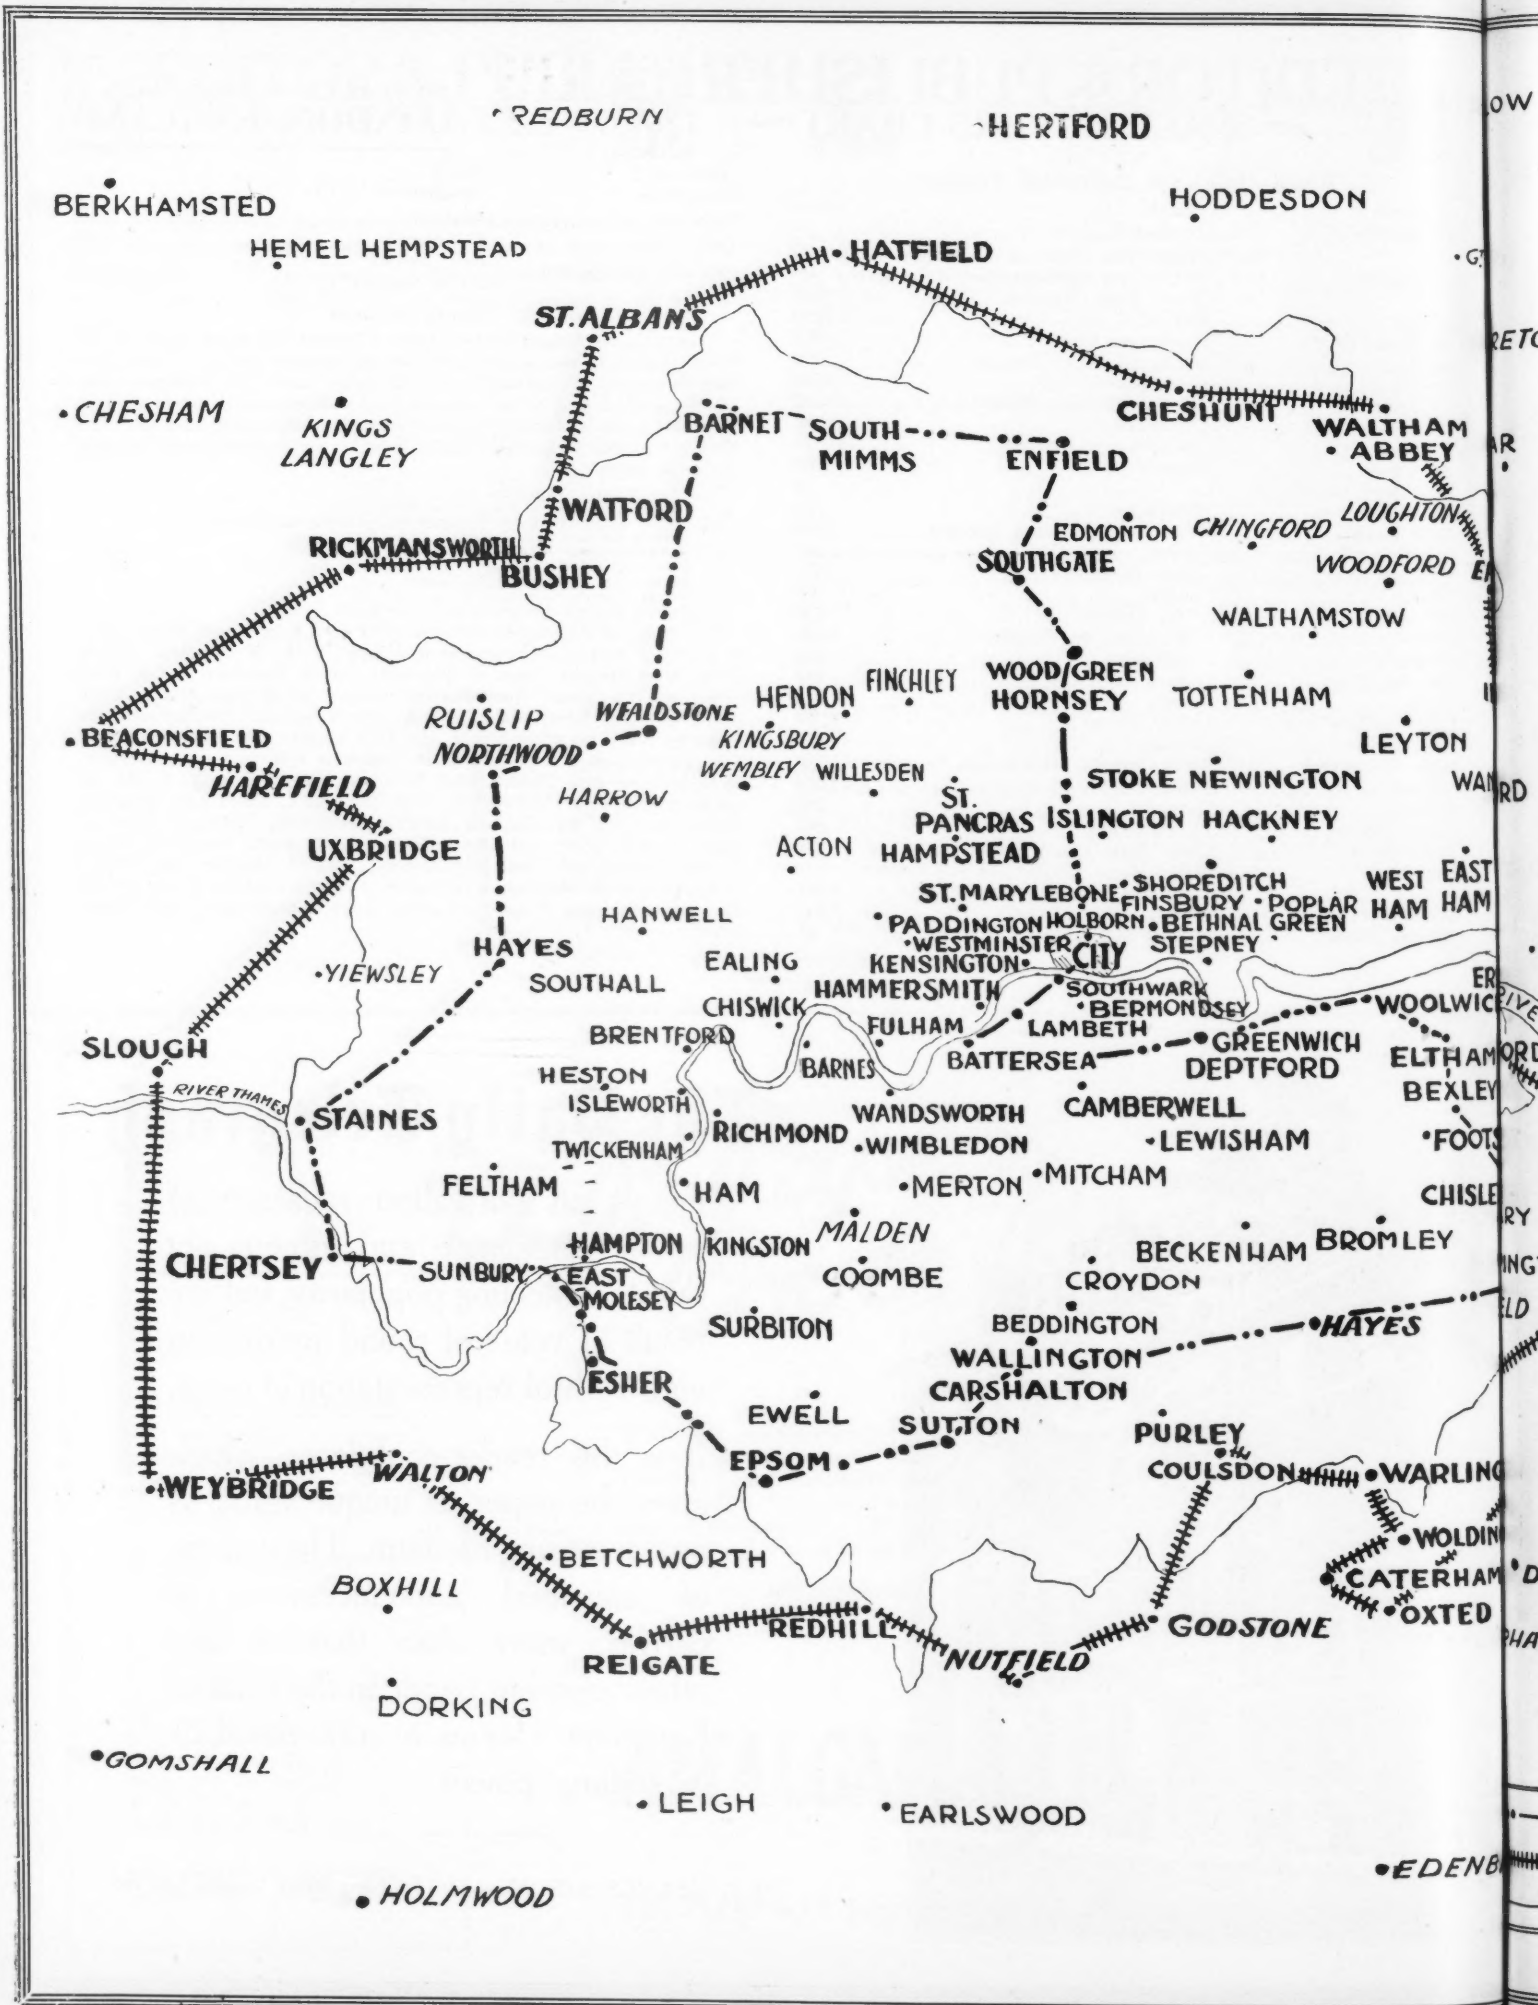 REDBURN
HERTFORD
BERKHAMSTED
HODDESDON
HEMEL HEMPSTEAD
HATFIELD
ST. ALBANS
CHESHAM
KINGS
LANGLEY
BARNET
SOUTH
MIMMS
ENFIELD
CHESHUNT
WALTHAM
ABBEY
WATFORD
EDMONTON
CHINGFORD
LOUGHTON
RICKMANSWORTH
BUSHEY
SOUTHGATE
WOODFORD
WALTHAMSTOW
WOOD GREEN
HORNSEY
TOTTENHAM
FINCHLEY
HENDON
RUISLIP
WEALDSTONE
NORTHWOOD
KINGSBURY
LEYTON
BEACONSFIELD
HAREFIELD
HARROW
WEMBLEY
WILLESDEN
STOKE NEWINGTON
ST.
PANCRAS
ISLINGTON
HACKNEY
UXBRIDGE
ACTON
HAMPSTEAD
ST. MARYLEBONE
SHOREDITCH
WEST
HAM
EAST
HAM
FINSBURY
POPLAR
HANWELL
PADDINGTON
HOLBORN
BETHNAL GREEN
HAYES
WESTMINSTER
CITY
STEPNEY
YIEWSLEY
SOUTHALL
EALING
KENSINGTON
HAMMERSMITH
SOUTHWARK
CHISWICK
BERMONDSEY
WOOLWIC
BRENTFORD
FULHAM
LAMBETH
SLOUGH
BARNES
BATTERSEA
GREENWICH
DEPTFORD
ELTHAM
HESTON
ISLEWORTH
BEXLEY
RIVER THAMES
STAINES
WANDSWORTH
CAMBERWELL
RICHMOND
WIMBLEDON
LEWISHAM
FOOTS
TWICKENHAM
FELTHAM
HAM
MERTON
MITCHAM
CHISLE
MALDEN
HAMPTON
KINGSTON
BECKENHAM
BROMLEY
CHERTSEY
SUNBURY
EAST
MOLESEY
COOMBE
CROYDON
SURBITON
BEDDINGTON
HAYES
WALLINGTON
ESHER
CARSHALTON
EWELL
SUTTON
PURLEY
EPSOM
WEYBRIDGE
WALTON
COULSDON
WARLING
WOLDIN
BETCHWORTH
BOXHILL
CATERHAM
OXTED
REDHILL
GODSTONE
REIGATE
NUTFIELD
DORKING
GOMSHALL
LEIGH
EARLSWOOD
EDENB
HOLMWOOD